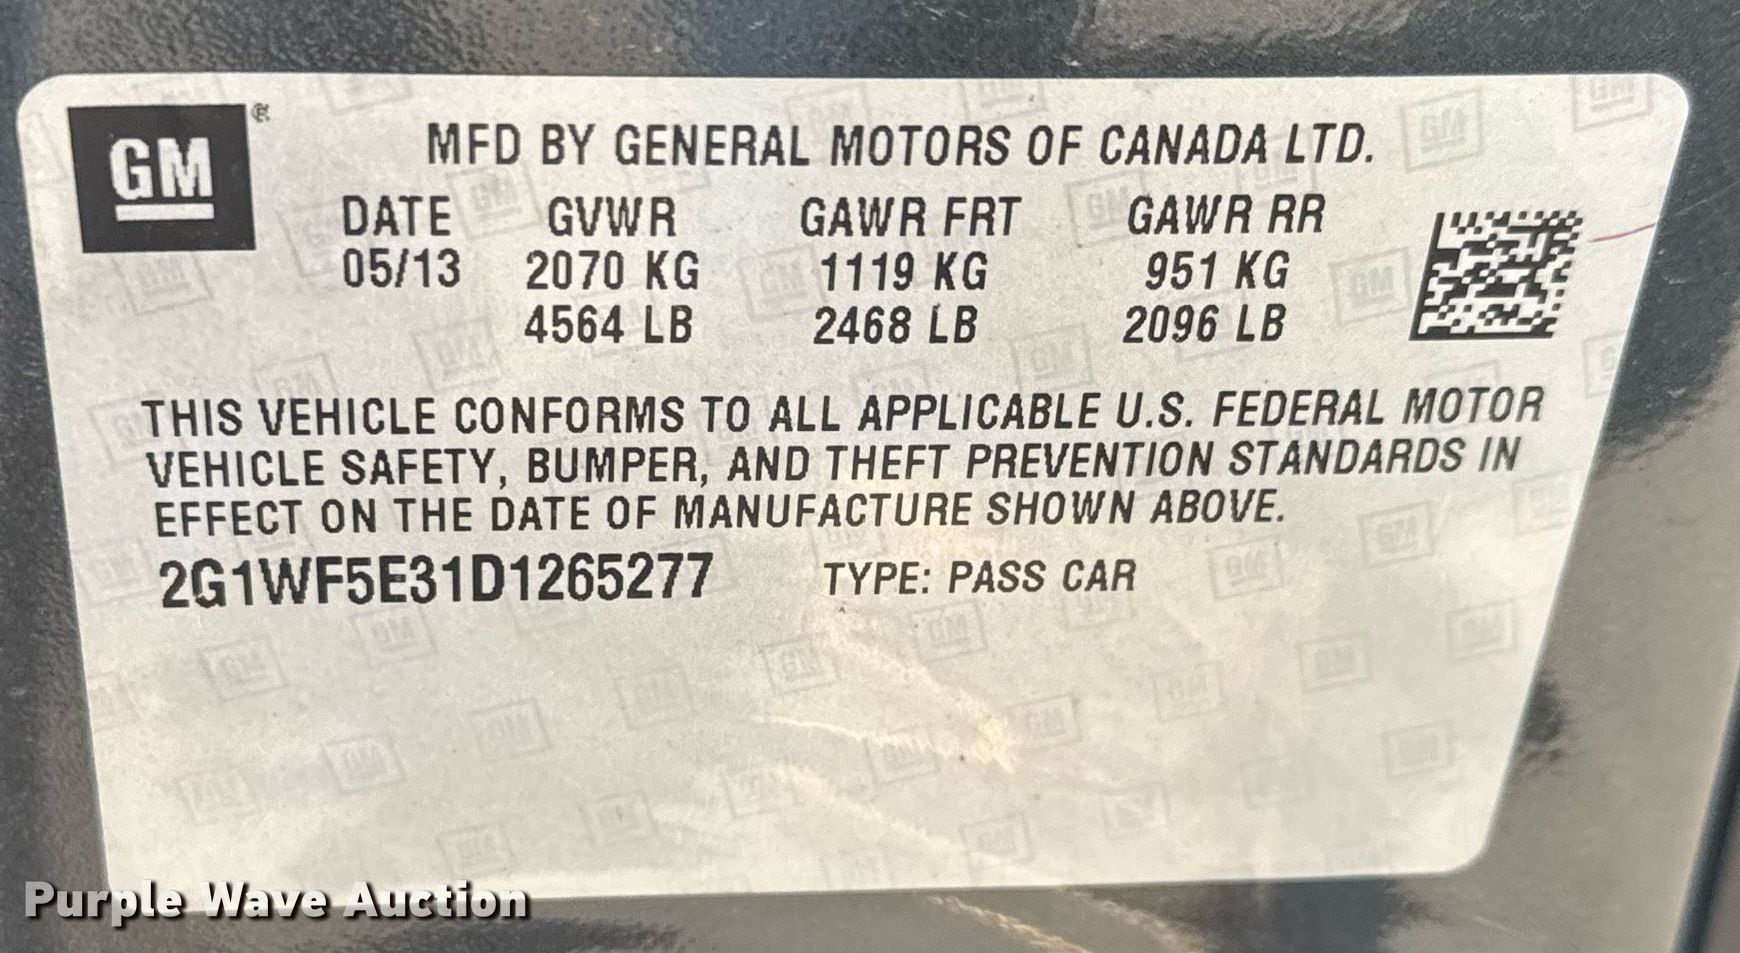 GM®
MFD BY GENERAL MOTORS OF CANADA LTD.
DATE GVWR GAWR FRT GAWR RR
05/13 2070 KG 1119 KG 951 KG
4564 LB 2468 LB 2096 LB
THIS VEHICLE CONFORMS TO ALL APPLICABLE U.S. FEDERAL MOTOR
VEHICLE SAFETY, BUMPER, AND THEFT PREVENTION STANDARDS IN
EFFECT ON THE DATE OF MANUFACTURE SHOWN ABOVE.
2G1WF5E31D1265277 TYPE: PASS CAR
Purple Wave Auction